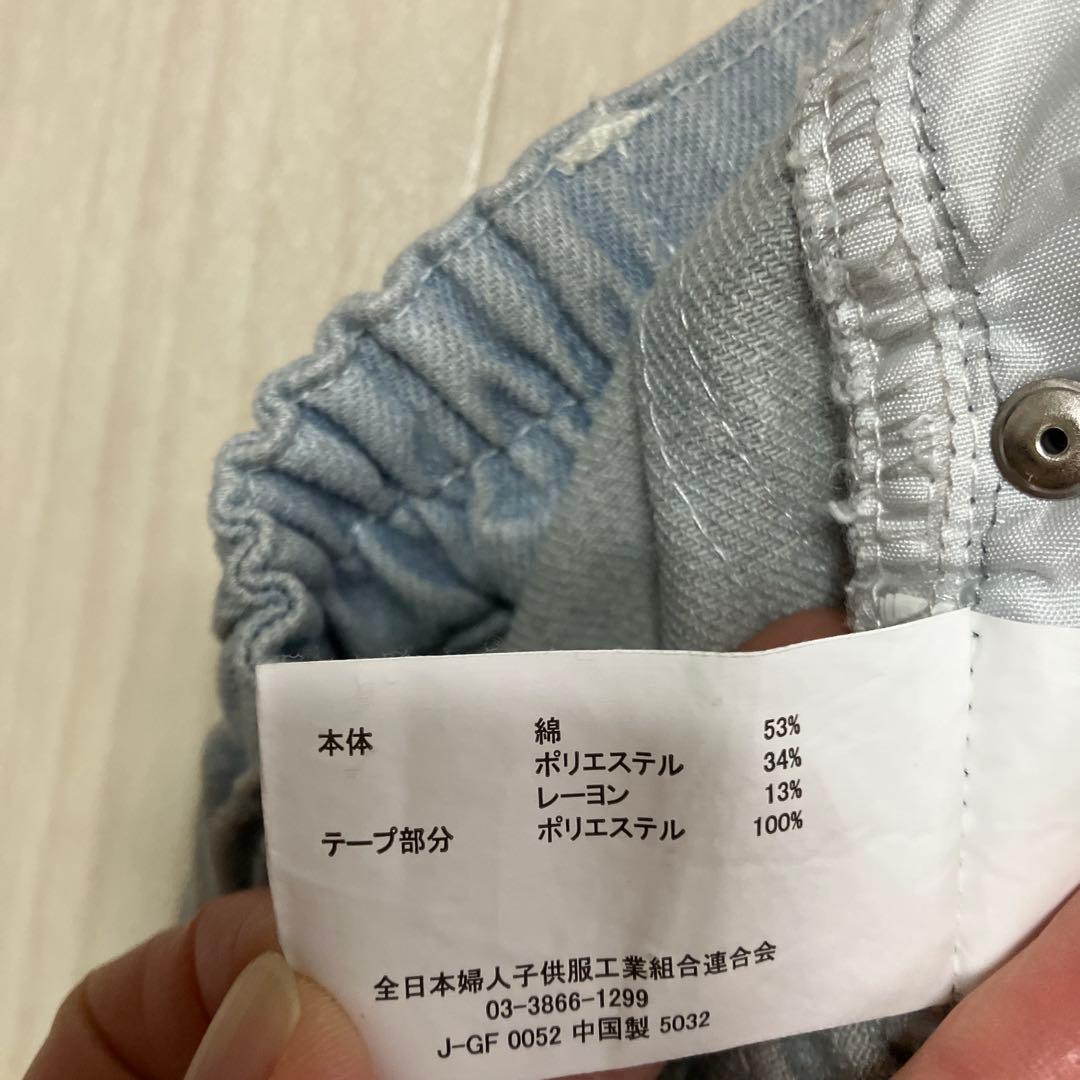 本体 綿 53%
ポリエステル 34%
レーヨン 13%
テープ部分 ポリエステル 100%
全日本婦人子供服工業組合連合会
03-3866-1299
J-GF 0052 中国製 5032